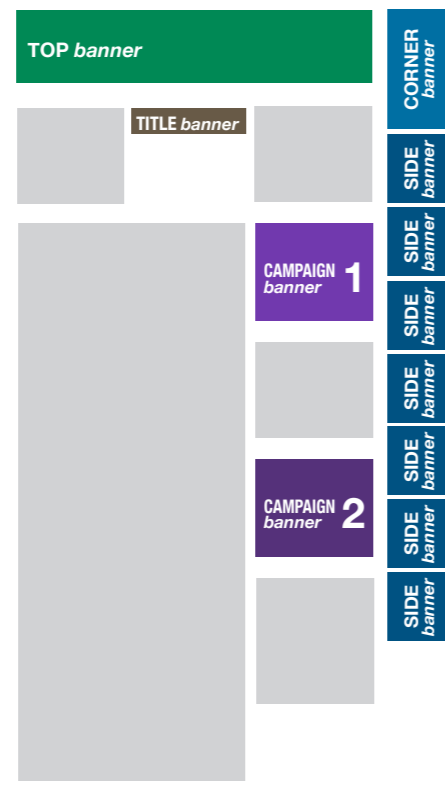 TOP banner
CORNER
banner
TITLE banner
SIDE
banner
SIDE
banner
CAMPAIGN
banner
1
SIDE
banner
SIDE
banner
SIDE
banner
CAMPAIGN
banner
2
SIDE
banner
SIDE
banner